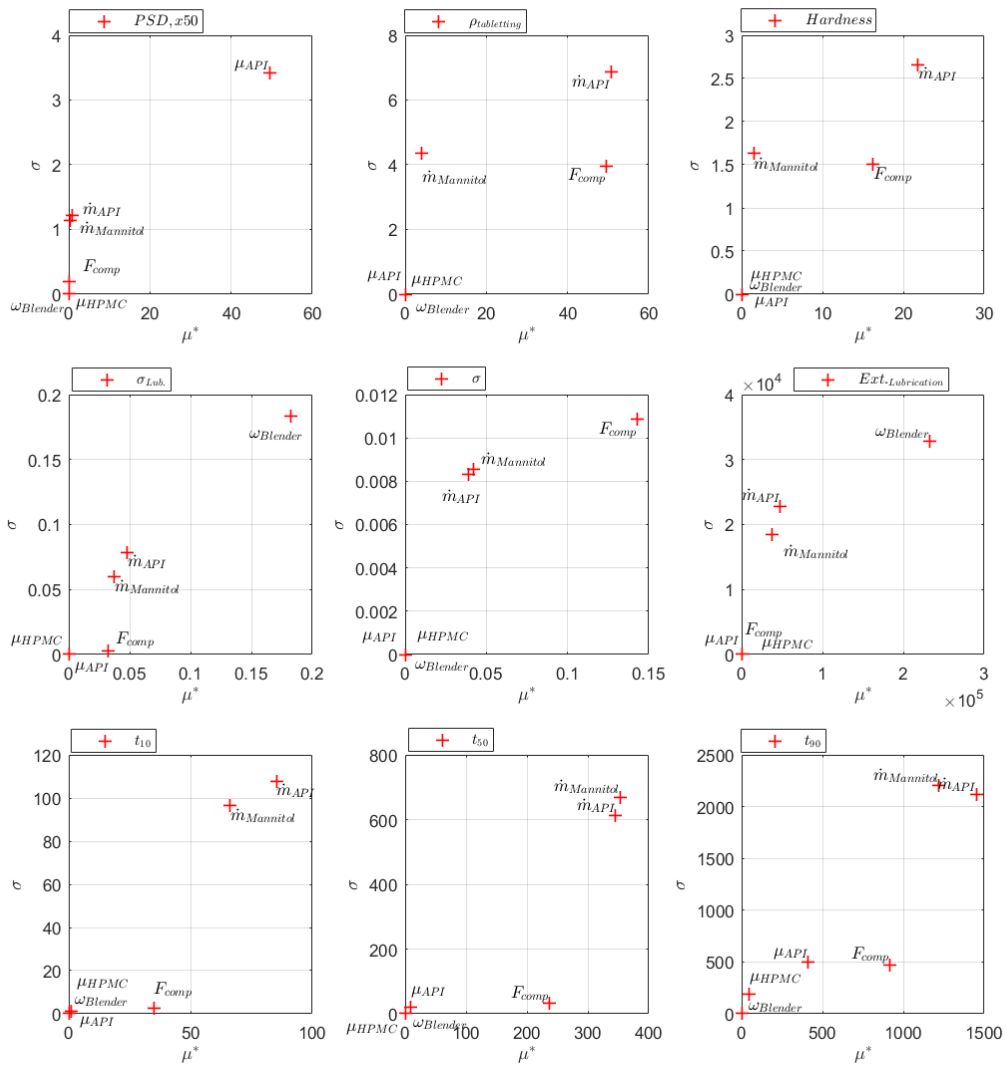 PSD, x50
μ_API
ṁ_API
ṁ_Mannitol
F_comp
ω_Blender μ_HPMC
4
3
2
1
0
0 20 40 60
σ
μ*
ρ_tabletting
ṁ_API
ṁ_Mannitol
F_comp
μ_API μ_HPMC
ω_Blender
8
6
4
2
0
0 20 40 60
σ
μ*
Hardness
ṁ_API
ṁ_Mannitol
F_comp
μ_HPMC
ω_Blender
μ_API
3
2.5
2
1.5
1
0.5
0
0 10 20 30
σ
μ*
σ_Lub.
ω_Blender
ṁ_API
ṁ_Mannitol
μ_HPMC F_comp
μ_API
0.2
0.15
0.1
0.05
0
0 0.05 0.1 0.15 0.2
σ
μ*
σ
F_comp
ṁ_Mannitol
ṁ_API
μ_API μ_HPMC
ω_Blender
0.012
0.01
0.008
0.006
0.004
0.002
0
0 0.05 0.1 0.15
σ
μ*
Ext._Lubrication
×10⁴
ω_Blender
ṁ_API
ṁ_Mannitol
F_comp
μ_API μ_HPMC
4
3
2
1
0
0 1 2 3
σ
μ*
×10⁵
t₁₀
ṁ_API
ṁ_Mannitol
μ_HPMC F_comp
ω_Blender
μ_API
120
100
80
60
40
20
0
0 50 100
σ
μ*
t₅₀
ṁ_Mannitol
ṁ_API
μ_API F_comp
μ_HPMC ω_Blender
800
600
400
200
0
0 100 200 300 400
σ
μ*
t₉₀
ṁ_Mannitol ṁ_API
μ_API F_comp
μ_HPMC
ω_Blender
2500
2000
1500
1000
500
0
0 500 1000 1500
σ
μ*